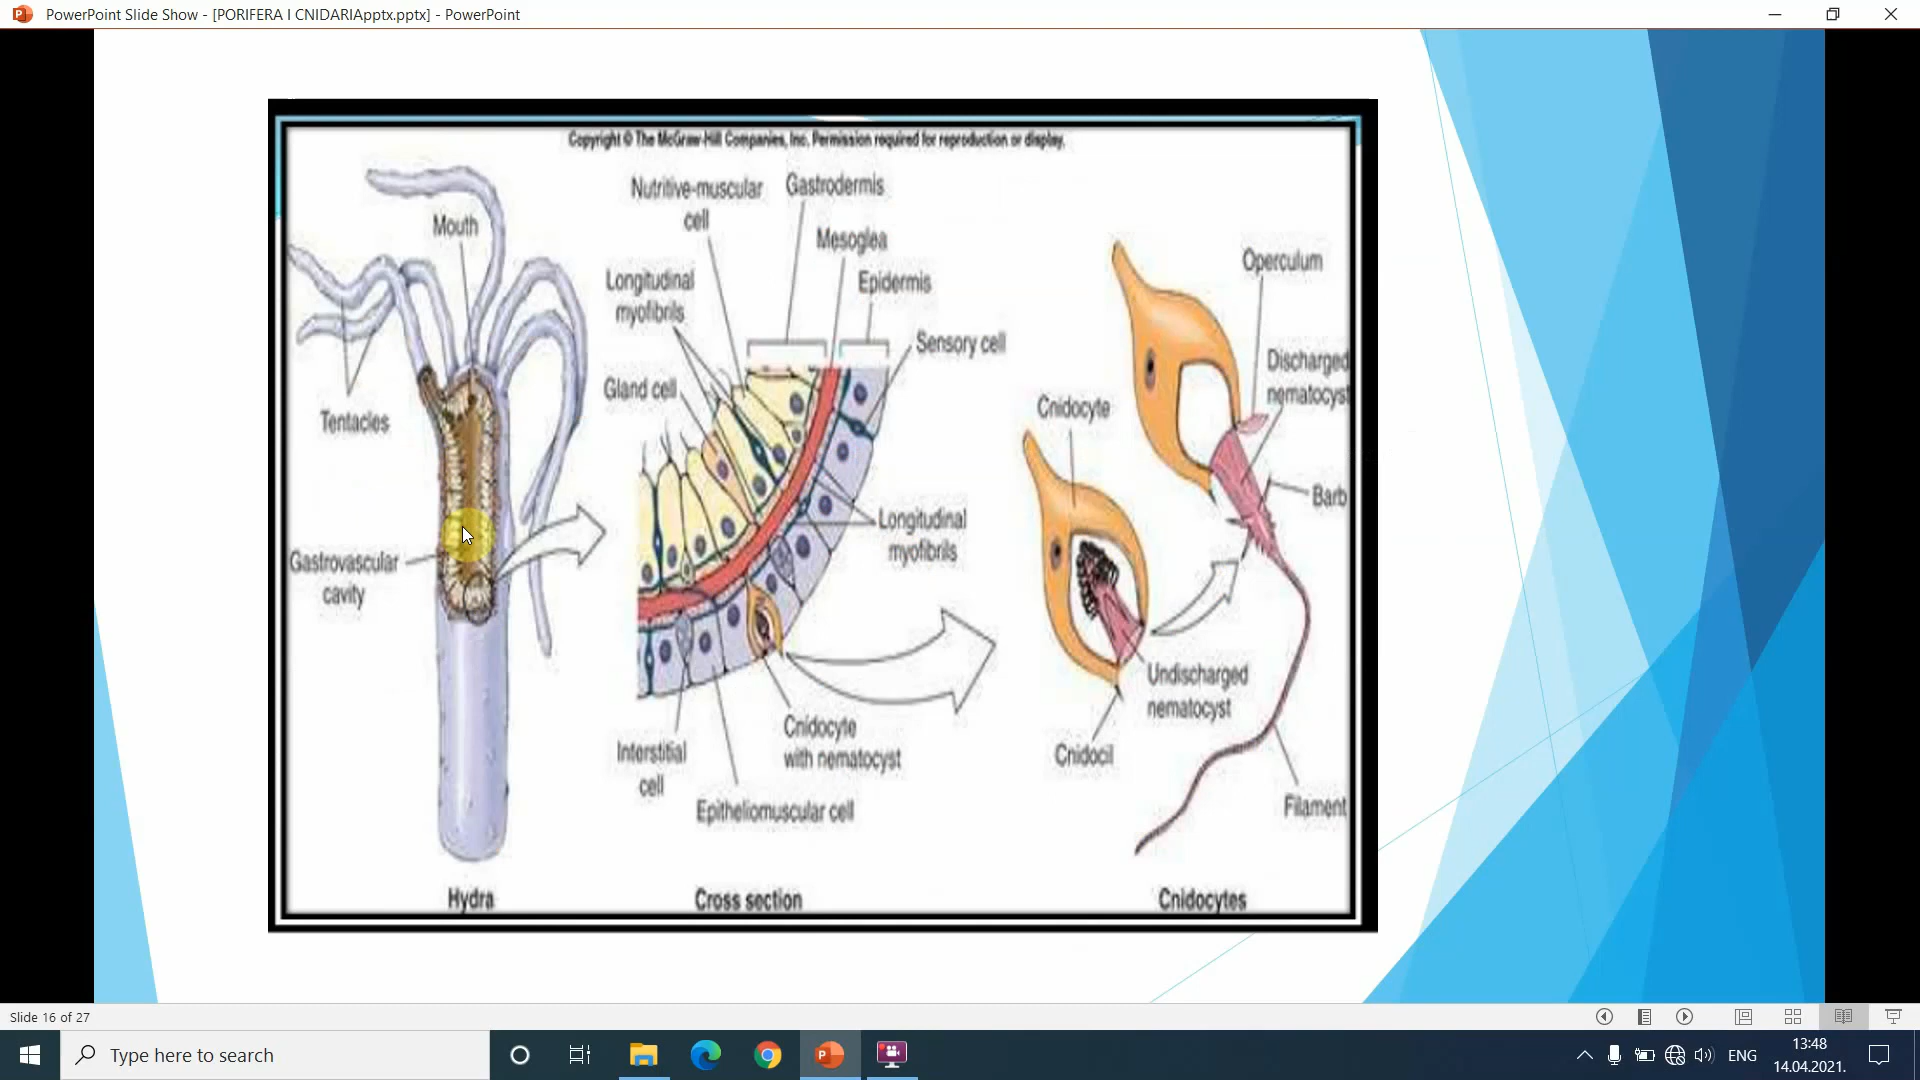 PowerPoint Slide Show - [PORIFERA I CNIDARIApptx.pptx] - PowerPoint
Copyright © The McGraw-Hill Companies, Inc. Permission required for reproduction or display.
Mouth
Tentacles
Gastrovascular
cavity
Hydra
Nutritive-muscular
cell
Gastrodermis
Mesoglea
Longitudinal
myofibrils
Epidermis
Sensory cell
Gland cell
Longitudinal
myofibrils
Cnidocyte
with nematocyst
Interstitial
cell
Epitheliomuscular cell
Cross section
Operculum
Discharged
nematocyst
Cnidocyte
Barb
Undischarged
nematocyst
Cnidocil
Filament
Cnidocytes
Slide 16 of 27
Type here to search
ENG
13:48
14.04.2021.